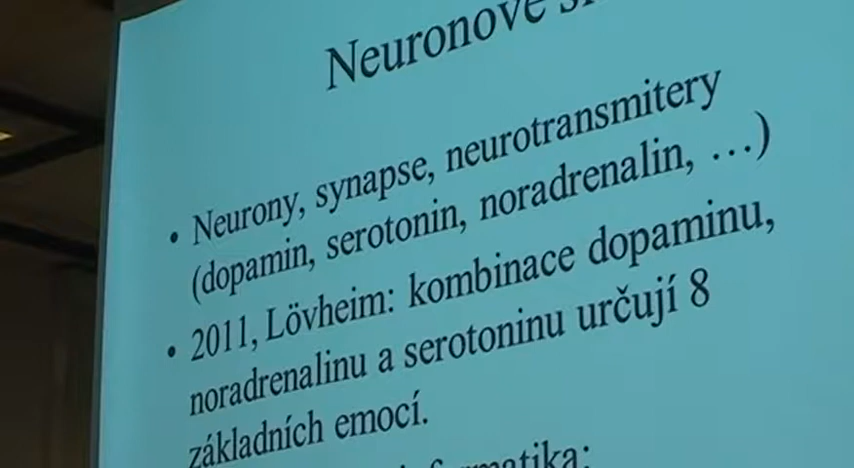 Neuronové
• Neurony, synapse, neurotransmitery
(dopamin, serotonin, noradrenalin, …)
• 2011, Lövheim: kombinace dopaminu,
noradrenalinu a serotoninu určují 8
základních emocí.